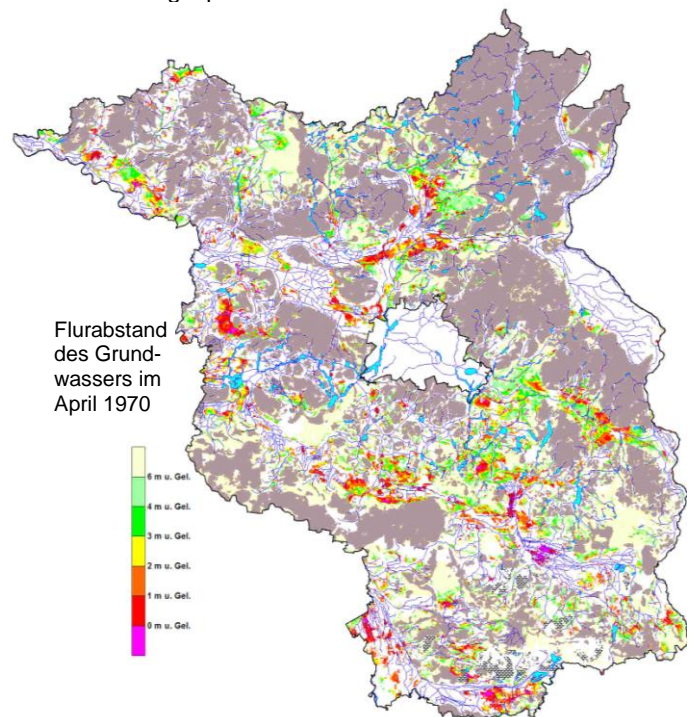 Flurabstand
des Grund-
wassers im
April 1970
6 m u. Gel.
4 m u. Gel.
3 m u. Gel.
2 m u. Gel.
1 m u. Gel.
0 m u. Gel.